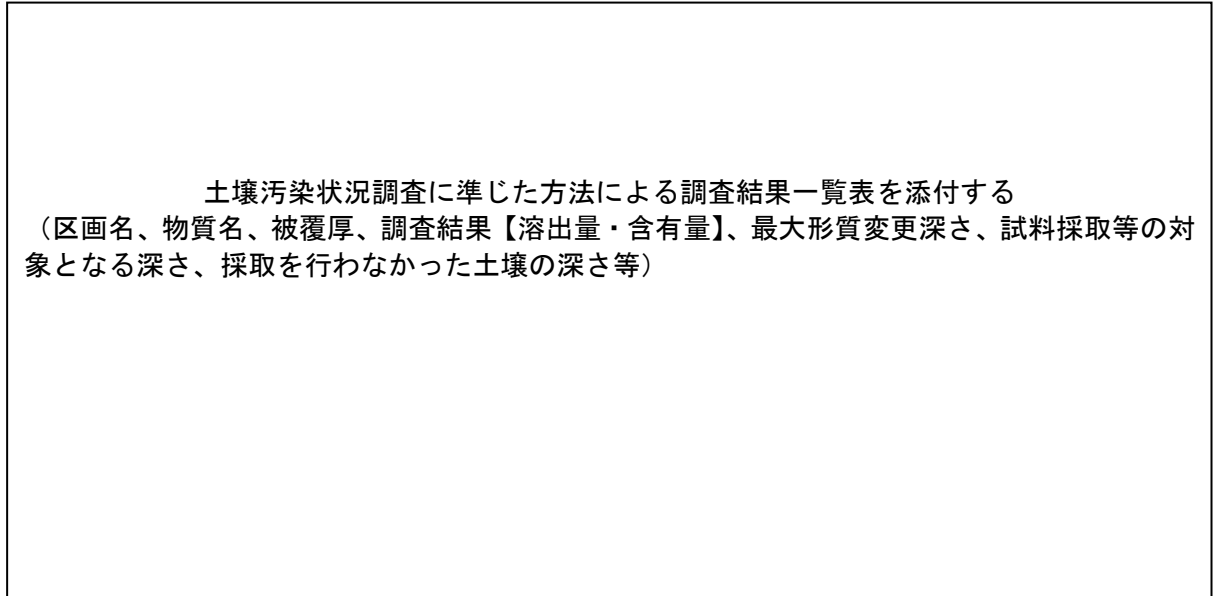 土壌汚染状況調査に準じた方法による調査結果一覧表を添付する
（区画名、物質名、被覆厚、調査結果【溶出量・含有量】、最大形質変更深さ、試料採取等の対
象となる深さ、採取を行わなかった土壌の深さ等）